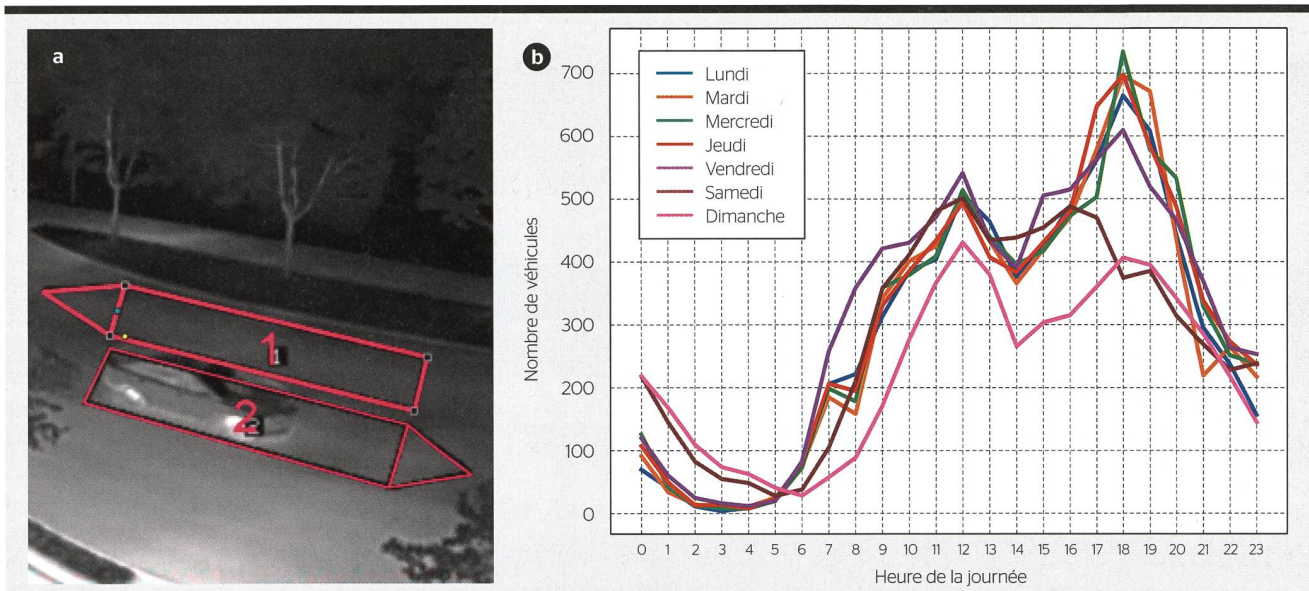 a
1
1
2
2
b
Nombre de véhicules
700
600
500
400
300
200
100
0
Lundi
Mardi
Mercredi
Jeudi
Vendredi
Samedi
Dimanche
0 1 2 3 4 5 6 7 8 9 10 11 12 13 14 15 16 17 18 19 20 21 22 23
Heure de la journée